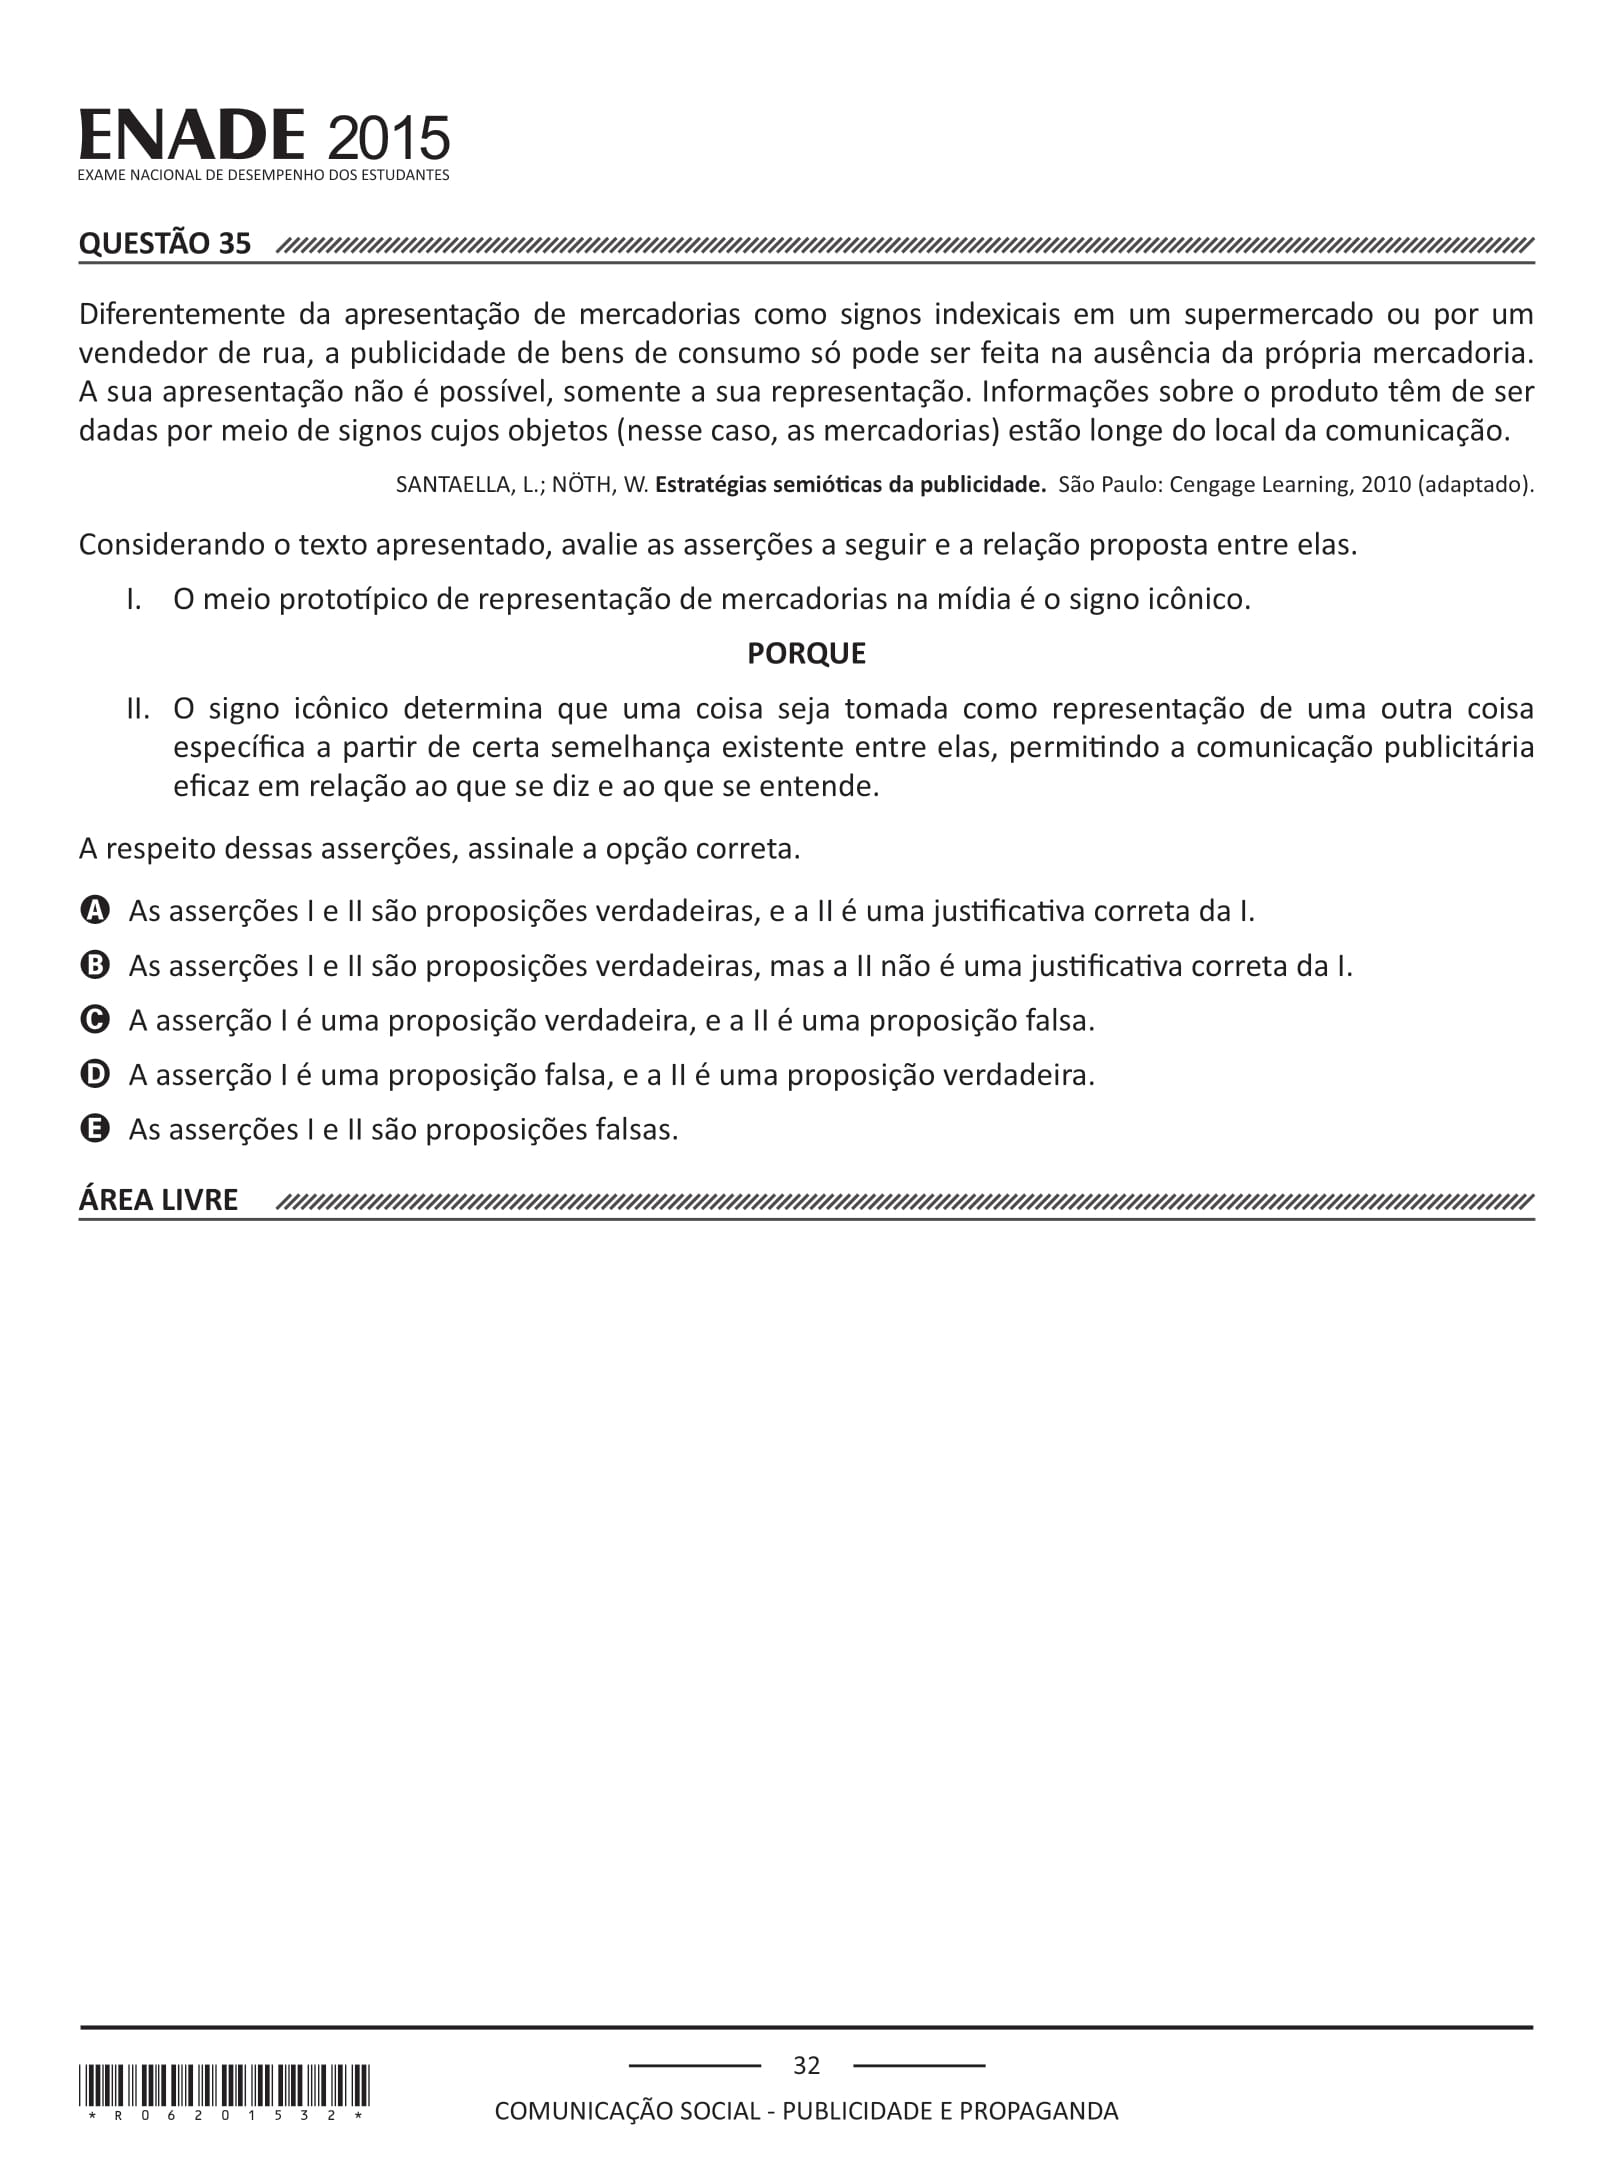 ENADE 2015
EXAME NACIONAL DE DESEMPENHO DOS ESTUDANTES
QUESTÃO 35
Diferentemente da apresentação de mercadorias como signos indexicais em um supermercado ou por um
vendedor de rua, a publicidade de bens de consumo só pode ser feita na ausência da própria mercadoria.
A sua apresentação não é possível, somente a sua representação. Informações sobre o produto têm de ser
dadas por meio de signos cujos objetos (nesse caso, as mercadorias) estão longe do local da comunicação.
SANTAELLA, L.; NÖTH, W. Estratégias semióticas da publicidade. São Paulo: Cengage Learning, 2010 (adaptado).
Considerando o texto apresentado, avalie as asserções a seguir e a relação proposta entre elas.
I. O meio prototípico de representação de mercadorias na mídia é o signo icônico.
PORQUE
II. O signo icônico determina que uma coisa seja tomada como representação de uma outra coisa
específica a partir de certa semelhança existente entre elas, permitindo a comunicação publicitária
eficaz em relação ao que se diz e ao que se entende.
A respeito dessas asserções, assinale a opção correta.
A As asserções I e II são proposições verdadeiras, e a II é uma justificativa correta da I.
B As asserções I e II são proposições verdadeiras, mas a II não é uma justificativa correta da I.
C A asserção I é uma proposição verdadeira, e a II é uma proposição falsa.
D A asserção I é uma proposição falsa, e a II é uma proposição verdadeira.
E As asserções I e II são proposições falsas.
ÁREA LIVRE
32
*R06201532*
COMUNICAÇÃO SOCIAL - PUBLICIDADE E PROPAGANDA